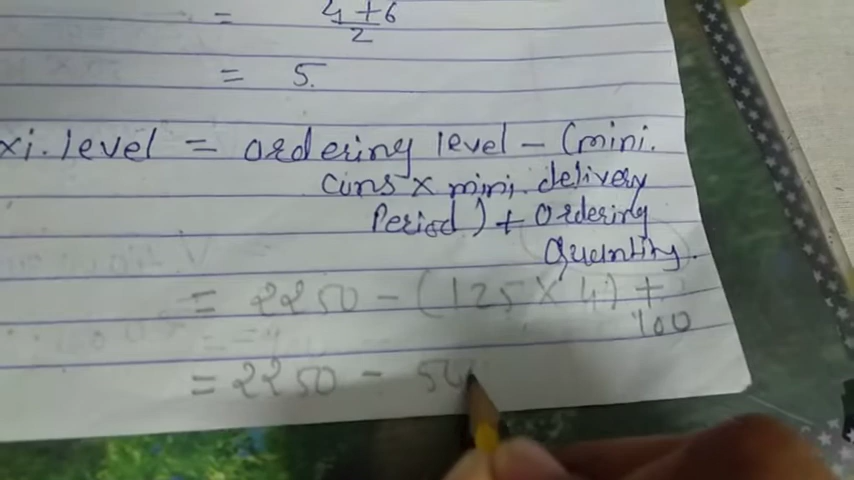 = 4+6
2
= 5.
xi. level = ordering level - (mini.
cons x mini. delivery
Period) + Ordering
Quantity.
= 2250 - (125 x 4) +
100
= 2250 - 50